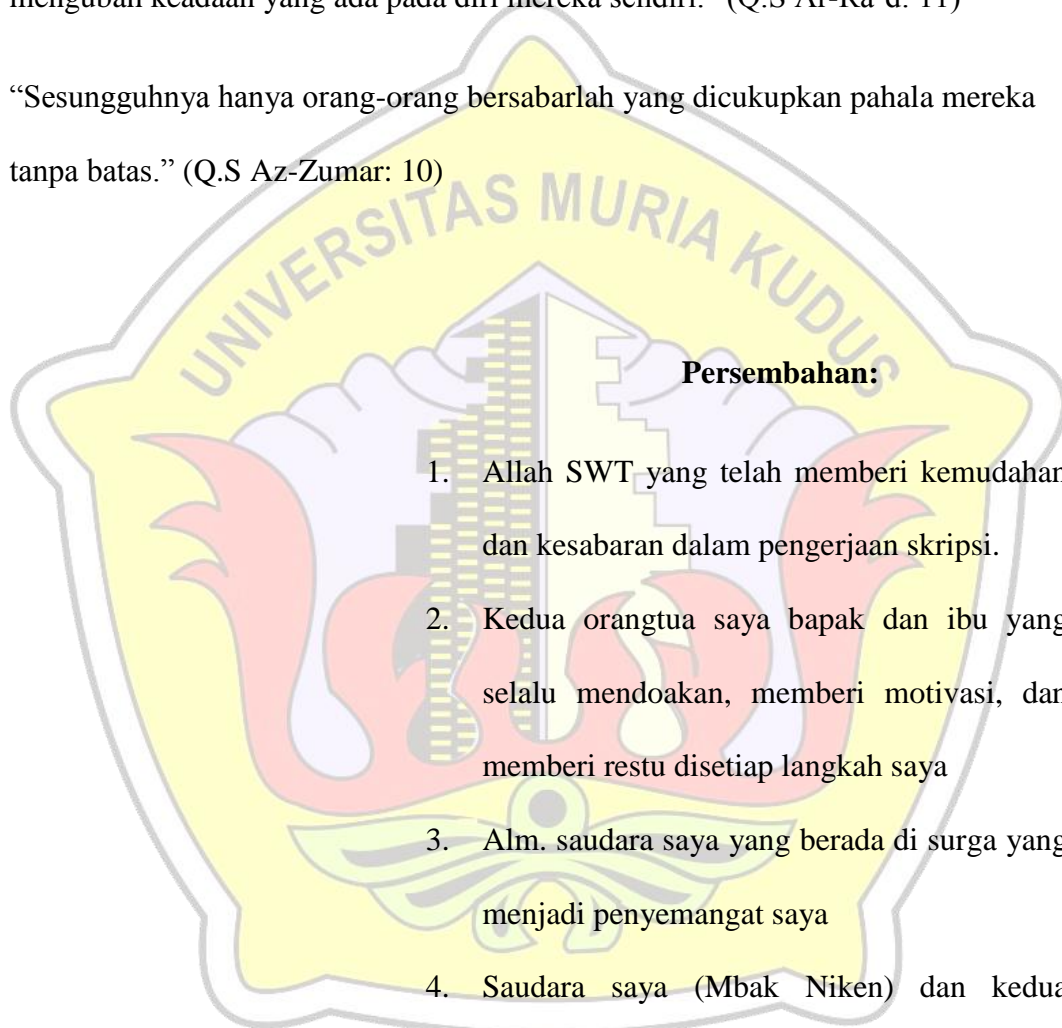 mengubah keadaan yang ada pada diri mereka sendiri.” (Q.S Ar-Ra’d: 11)
“Sesungguhnya hanya orang-orang bersabarlah yang dicukupkan pahala mereka
tanpa batas.” (Q.S Az-Zumar: 10)
UNIVERSITAS MURIA KUDUS
Persembahan:
1. Allah SWT yang telah memberi kemudahan
dan kesabaran dalam pengerjaan skripsi.
2. Kedua orangtua saya bapak dan ibu yang
selalu mendoakan, memberi motivasi, dan
memberi restu disetiap langkah saya
3. Alm. saudara saya yang berada di surga yang
menjadi penyemangat saya
4. Saudara saya (Mbak Niken) dan kedua